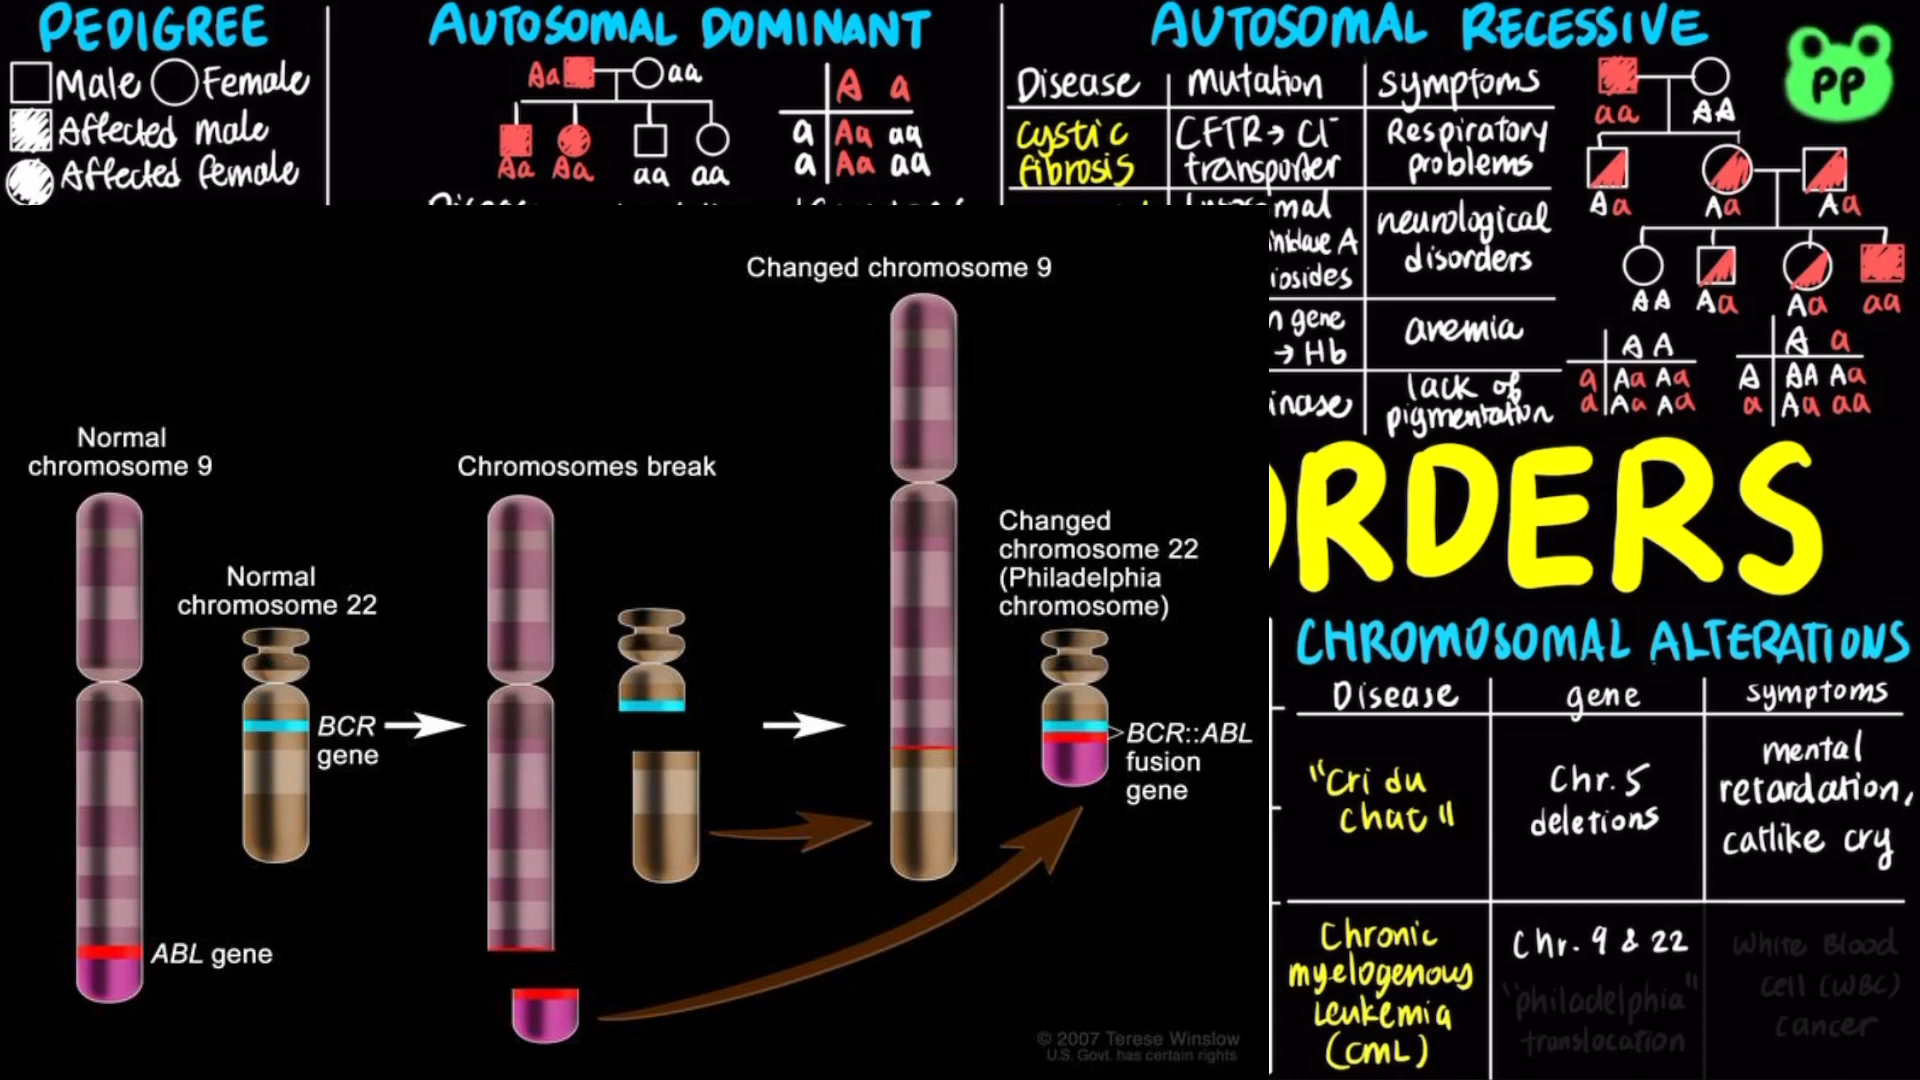 PEDIGREE
Male Female
Affected male
Affected female
AUTOSOMAL DOMINANT
Aa aa
Aa Aa aa aa
A a
a Aa aa
a Aa aa
AUTOSOMAL RECESSIVE
Disease mutation symptoms
cystic fibrosis
CFTR → Cl⁻ transporter
Respiratory problems
neurological disorders
gene
→ Hb
anemia
lack of pigmentation
aa AA
Aa Aa Aa
AA Aa Aa aa
A A
a Aa Aa
a Aa Aa
A a
A AA Aa
a Aa aa
PP
RDERS
Changed chromosome 9
Normal
chromosome 9
Chromosomes break
Normal
chromosome 22
Changed
chromosome 22
(Philadelphia
chromosome)
BCR
gene
BCR::ABL
fusion
gene
ABL gene
© 2007 Terese Winslow
U.S. Govt. has certain rights
CHROMOSOMAL ALTERATIONS
Disease gene symptoms
"Cri du
chat"
Chr. 5
deletions
mental
retardation,
catlike cry
Chronic
myelogenous
leukemia
(CML)
Chr. 9 & 22
"philadelphia"
translocation
White Blood
cell (WBC)
cancer